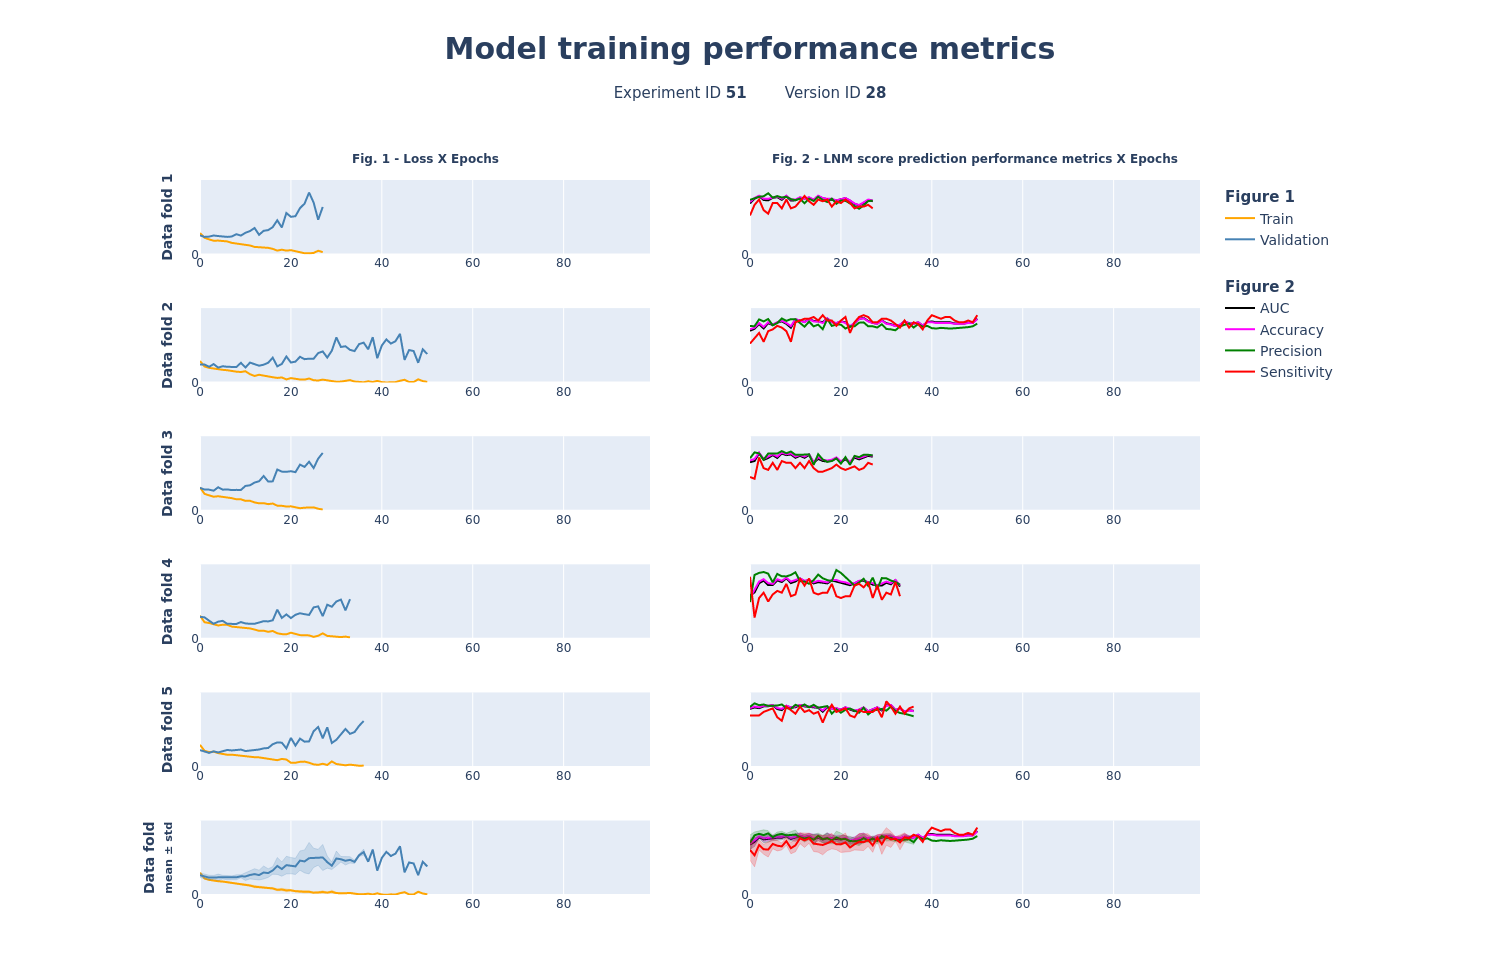 Model training performance metrics
Experiment ID 51 Version ID 28
Fig. 1 - Loss X Epochs
Fig. 2 - LNM score prediction performance metrics X Epochs
Data fold 1
0
0 20 40 60 80
0
0 20 40 60 80
Figure 1
Train
Validation
Figure 2
AUC
Accuracy
Precision
Sensitivity
Data fold 2
0
0 20 40 60 80
0
0 20 40 60 80
Data fold 3
0
0 20 40 60 80
0
0 20 40 60 80
Data fold 4
0
0 20 40 60 80
0
0 20 40 60 80
Data fold 5
0
0 20 40 60 80
0
0 20 40 60 80
Data fold
mean ± std
0
0 20 40 60 80
0
0 20 40 60 80